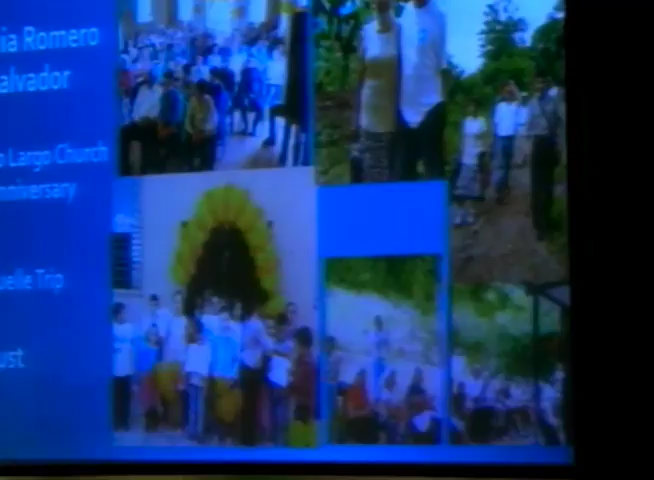 ia Romero
alvador
o Largo Church
nniversary
uelle Trip
ust